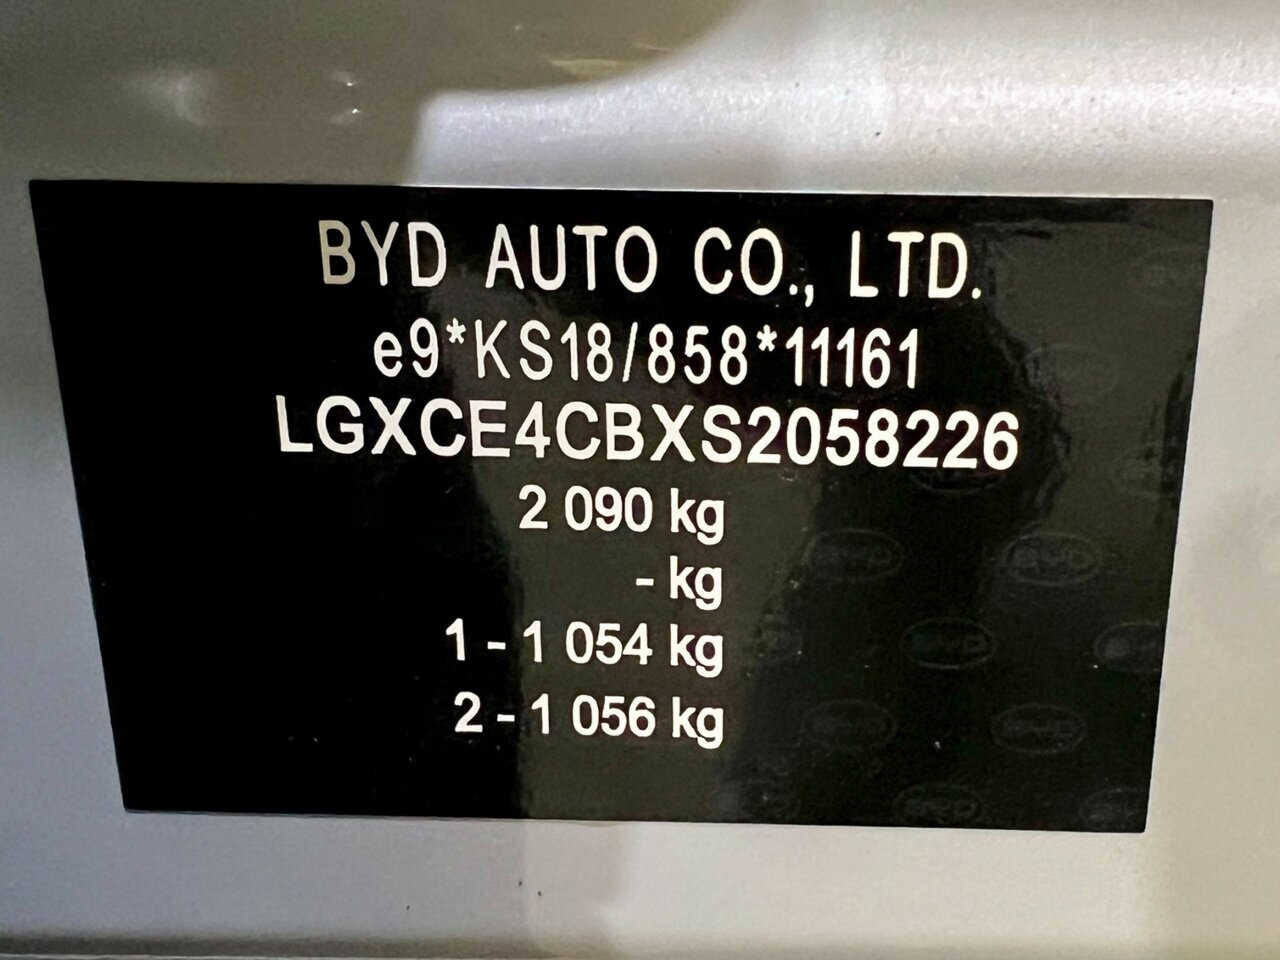 BYD AUTO CO., LTD.
e9*KS18/858*11161
LGXCE4CBXS2058226
2 090 kg
- kg
1 - 1 054 kg
2 - 1 056 kg